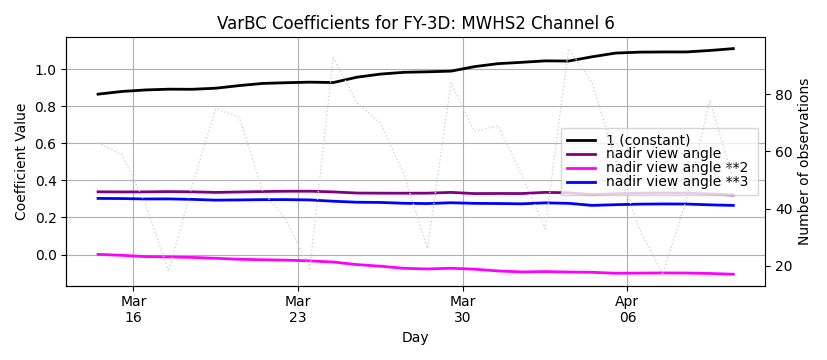 VarBC Coefficients for FY-3D: MWHS2 Channel 6
Coefficient Value
1.0
0.8
0.6
0.4
0.2
0.0
80
60
40
20
Number of observations
1 (constant)
nadir view angle
nadir view angle **2
nadir view angle **3
Mar
16
Mar
23
Mar
30
Apr
06
Day